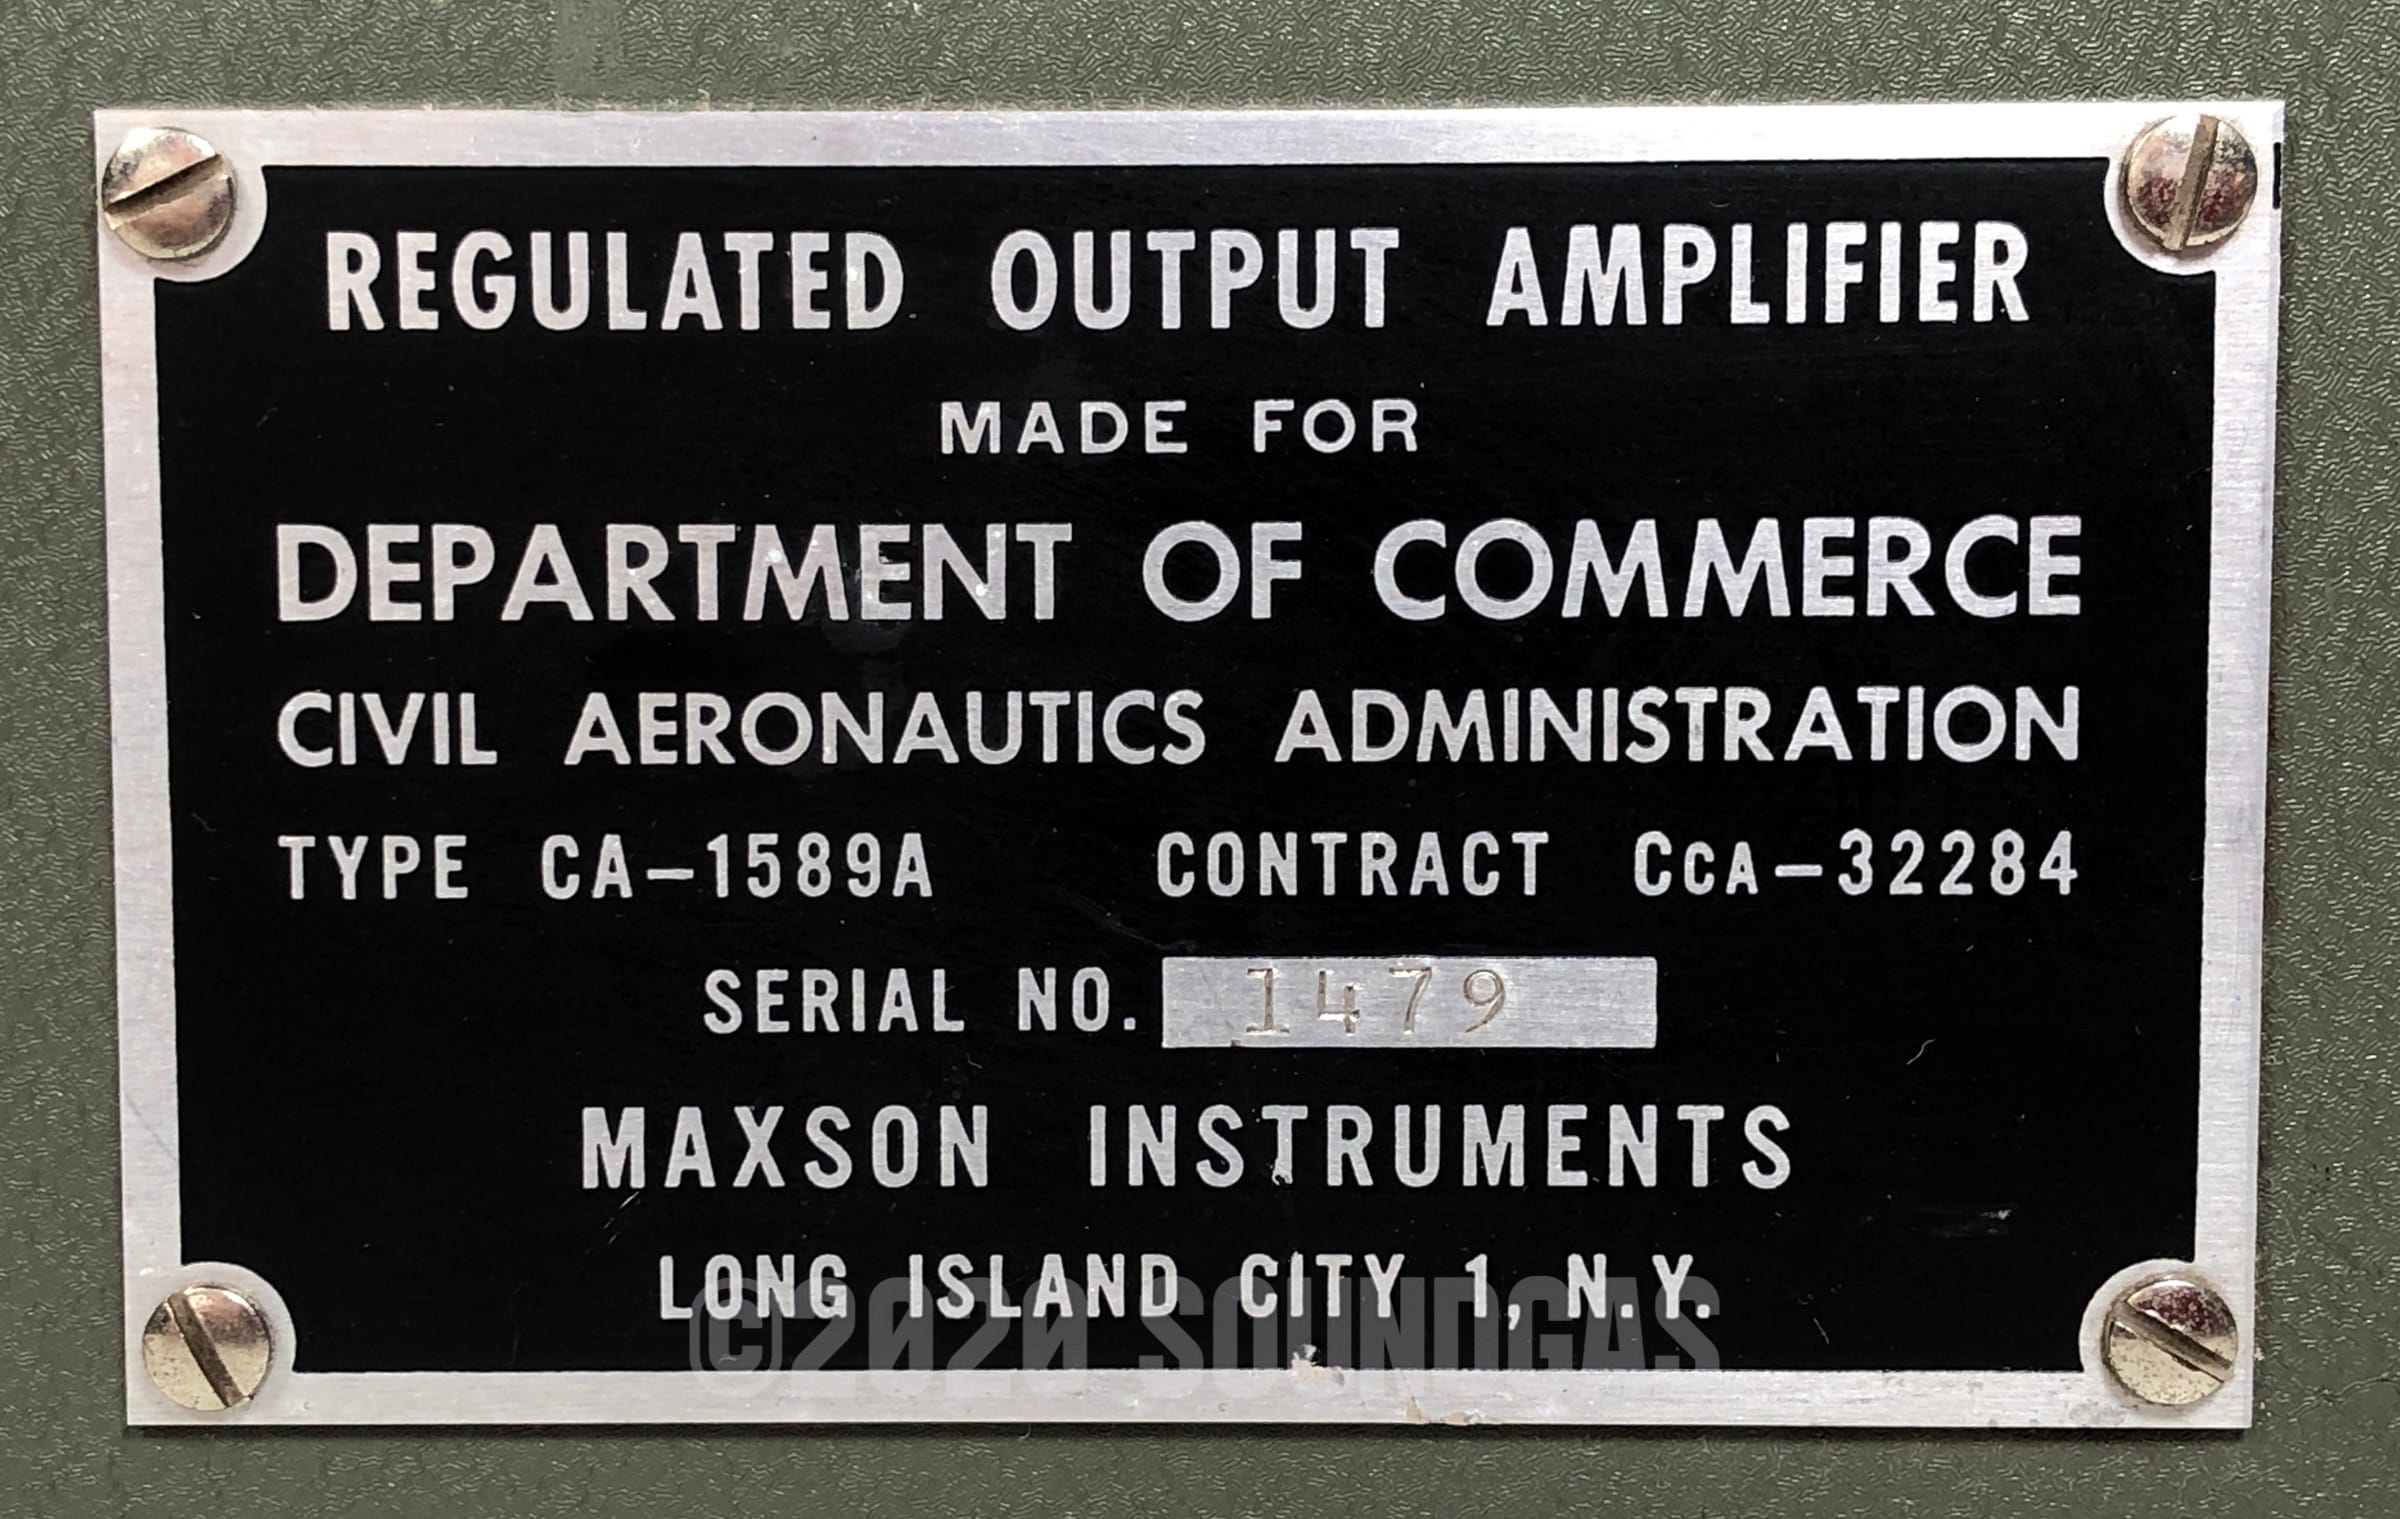 REGULATED OUTPUT AMPLIFIER
MADE FOR
DEPARTMENT OF COMMERCE
CIVIL AERONAUTICS ADMINISTRATION
TYPE CA-1589A CONTRACT CCA-32284
SERIAL NO. 1479
MAXSON INSTRUMENTS
LONG ISLAND CITY 1, N.Y.
©2020 SOUNDGAS